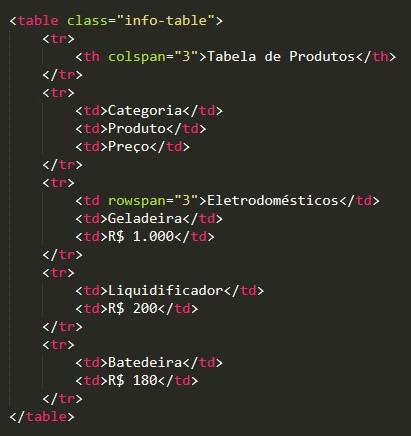 <table class="info-table">
    <tr>
        <th colspan="3">Tabela de Produtos</th>
    </tr>
    <tr>
        <td>Categoria</td>
        <td>Produto</td>
        <td>Preço</td>
    </tr>
    <tr>
        <td rowspan="3">Eletrodomésticos</td>
        <td>Geladeira</td>
        <td>R$ 1.000</td>
    </tr>
    <tr>
        <td>Liquidificador</td>
        <td>R$ 200</td>
    </tr>
    <tr>
        <td>Batedeira</td>
        <td>R$ 180</td>
    </tr>
</table>